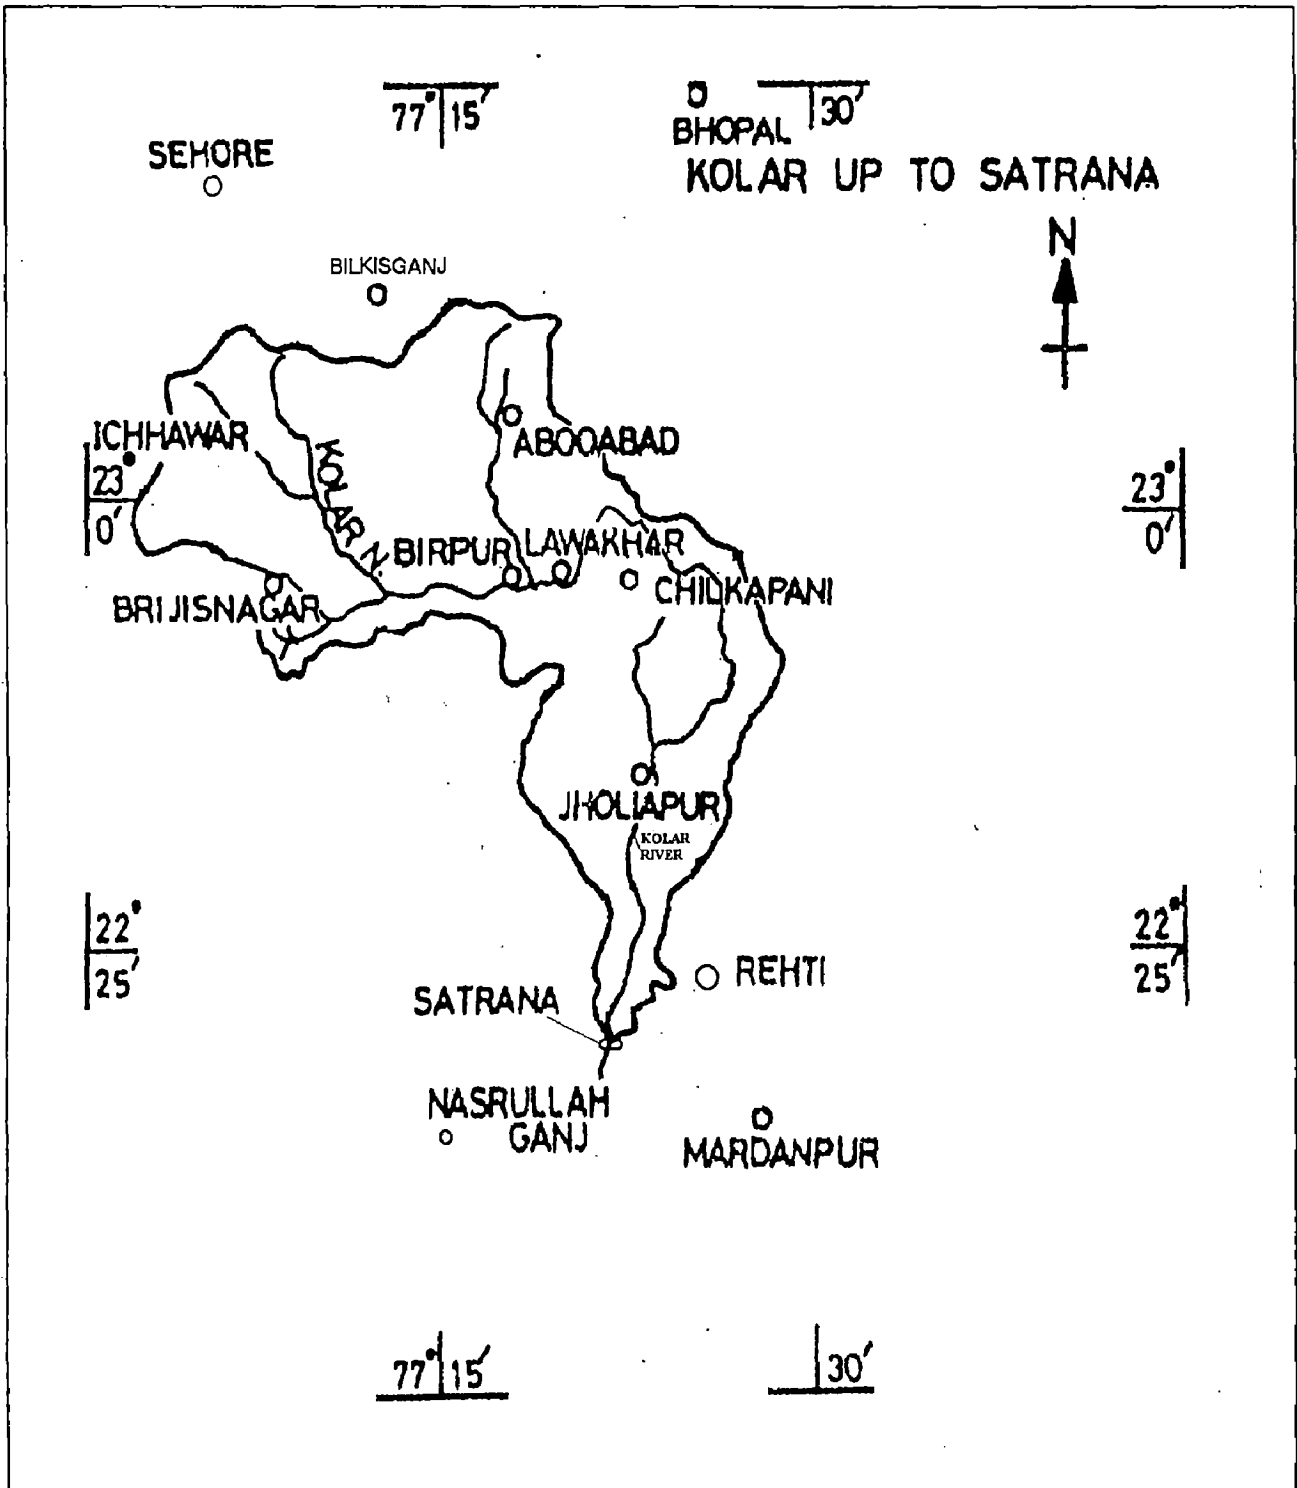 77° 15′
30′
BHOPAL
SEHORE
KOLAR UP TO SATRANA
N
BILKISGANJ
ICHHAWAR
ABOOABAD
23°
0′
23°
0′
KOLAR N.
BIRPUR
LAWAKHAR
CHILKAPANI
BRIJISNAGAR
JHOLIAPUR
KOLAR
RIVER
22°
25′
22°
25′
REHTI
SATRANA
NASRULLAH
GANJ
MARDANPUR
77° 15′
30′